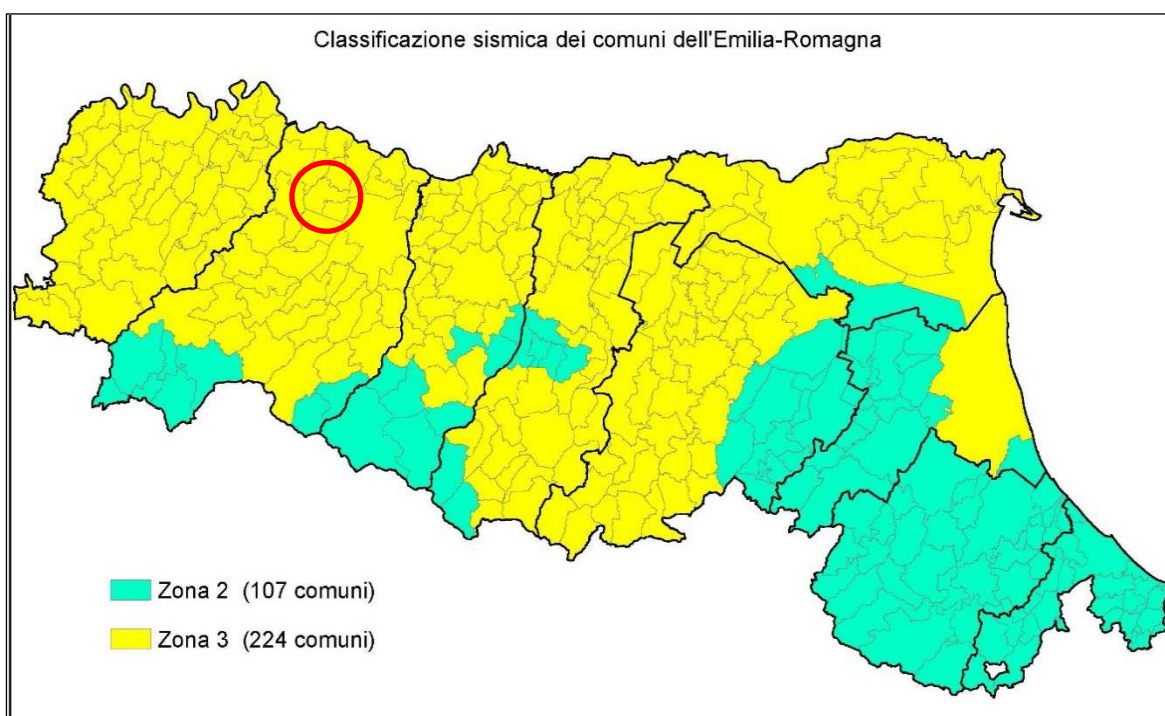 Classificazione sismica dei comuni dell'Emilia-Romagna
Zona 2 (107 comuni)
Zona 3 (224 comuni)